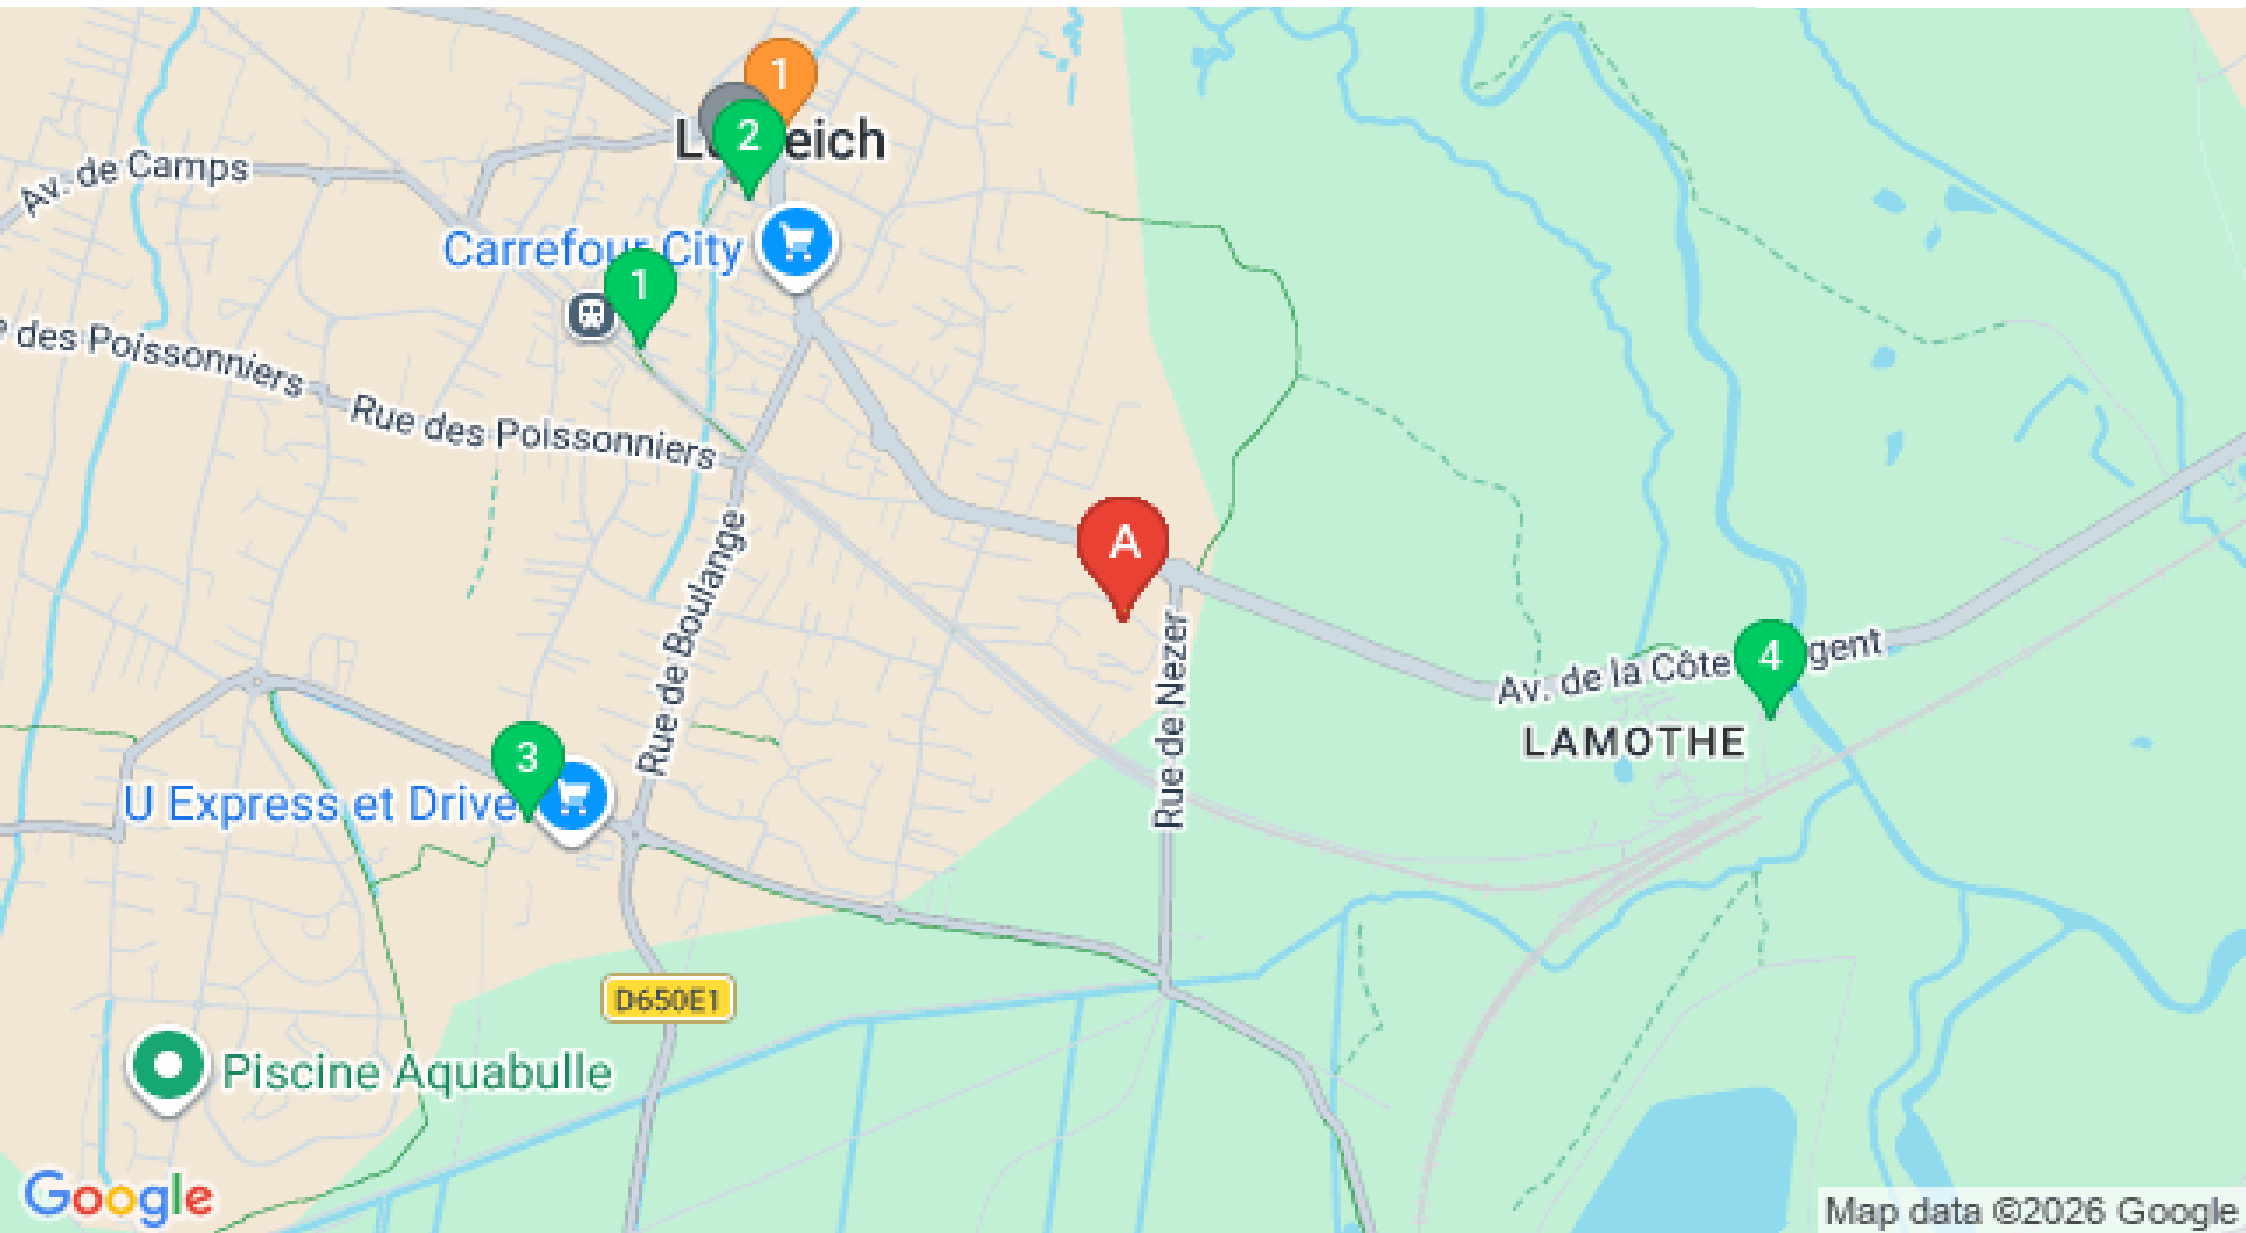 1
2
L eich
Av. de Camps
Carrefour City
1
des Poissonniers
Rue des Poissonniers
A
Rue de Boulange
Rue de Nezer
4
Av. de la Côte gent
LAMOTHE
3
U Express et Drive
D650E1
Piscine Aquabulle
Google
Map data ©2026 Google